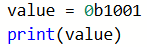 value = 0b1001
print(value)